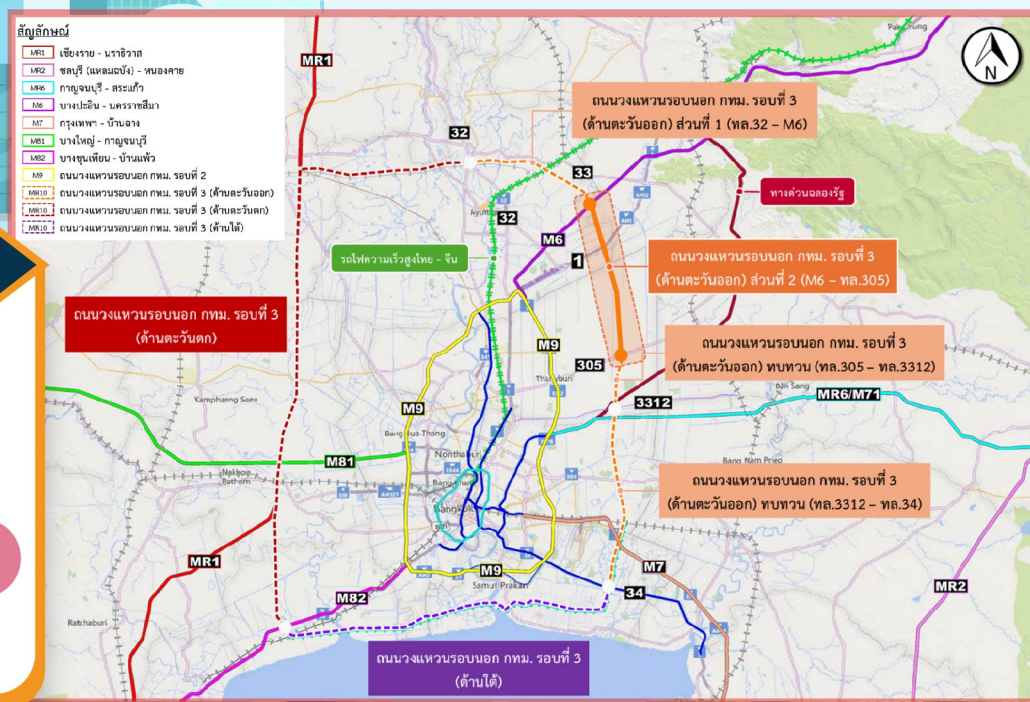 สัญลักษณ์
MR1 เชียงราย - นราธิวาส
MR2 ชลบุรี (แหลมฉบัง) - หนองคาย
MR6 กาญจนบุรี - สระแก้ว
M6 บางปะอิน - นครราชสีมา
M7 กรุงเทพฯ - บ้านฉาง
M81 บางใหญ่ - กาญจนบุรี
M82 บางขุนเทียน - บ้านแพ้ว
M9 ถนนวงแหวนรอบนอก กทม. รอบที่ 2
MR10 ถนนวงแหวนรอบนอก กทม. รอบที่ 3 (ด้านตะวันออก)
MR10 ถนนวงแหวนรอบนอก กทม. รอบที่ 3 (ด้านตะวันตก)
MR10 ถนนวงแหวนรอบนอก กทม. รอบที่ 3 (ด้านใต้)
MR1
N
32
ถนนวงแหวนรอบนอก กทม. รอบที่ 3
(ด้านตะวันออก) ส่วนที่ 1 (ทล.32 – M6)
33
ทางด่วนฉลองรัฐ
32
M6
1
รถไฟความเร็วสูงไทย - จีน
ถนนวงแหวนรอบนอก กทม. รอบที่ 3
(ด้านตะวันออก) ส่วนที่ 2 (M6 – ทล.305)
ถนนวงแหวนรอบนอก กทม. รอบที่ 3
(ด้านตะวันตก)
M9
305
ถนนวงแหวนรอบนอก กทม. รอบที่ 3
(ด้านตะวันออก) ทบทวน (ทล.305 – ทล.3312)
3312
MR6/M71
Kamphaeng Saen
M9
Bang Bua Thong
Nonthaburi
M81
Nakhon
Pathom
Bang Nam Prieo
ถนนวงแหวนรอบนอก กทม. รอบที่ 3
(ด้านตะวันออก) ทบทวน (ทล.3312 – ทล.34)
Bangkok
MR1
M9
M7
Samut Prakan
34
MR2
M82
Ratchaburi
ถนนวงแหวนรอบนอก กทม. รอบที่ 3
(ด้านใต้)